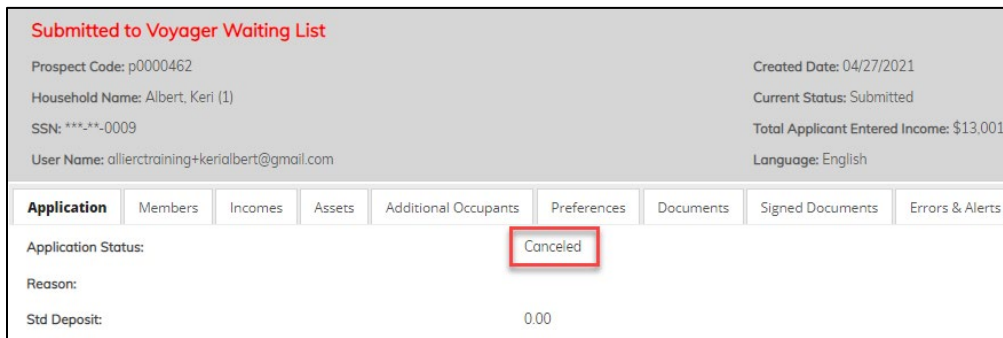 Submitted to Voyager Waiting List
Prospect Code: p0000462
Created Date: 04/27/2021
Household Name: Albert, Keri (1)
Current Status: Submitted
SSN: ***-**-0009
Total Applicant Entered Income: $13,001
User Name: allierctraining+kerialbert@gmail.com
Language: English
Application Members Incomes Assets Additional Occupants Preferences Documents Signed Documents Errors & Alerts
Application Status: Canceled
Reason:
Std Deposit: 0.00